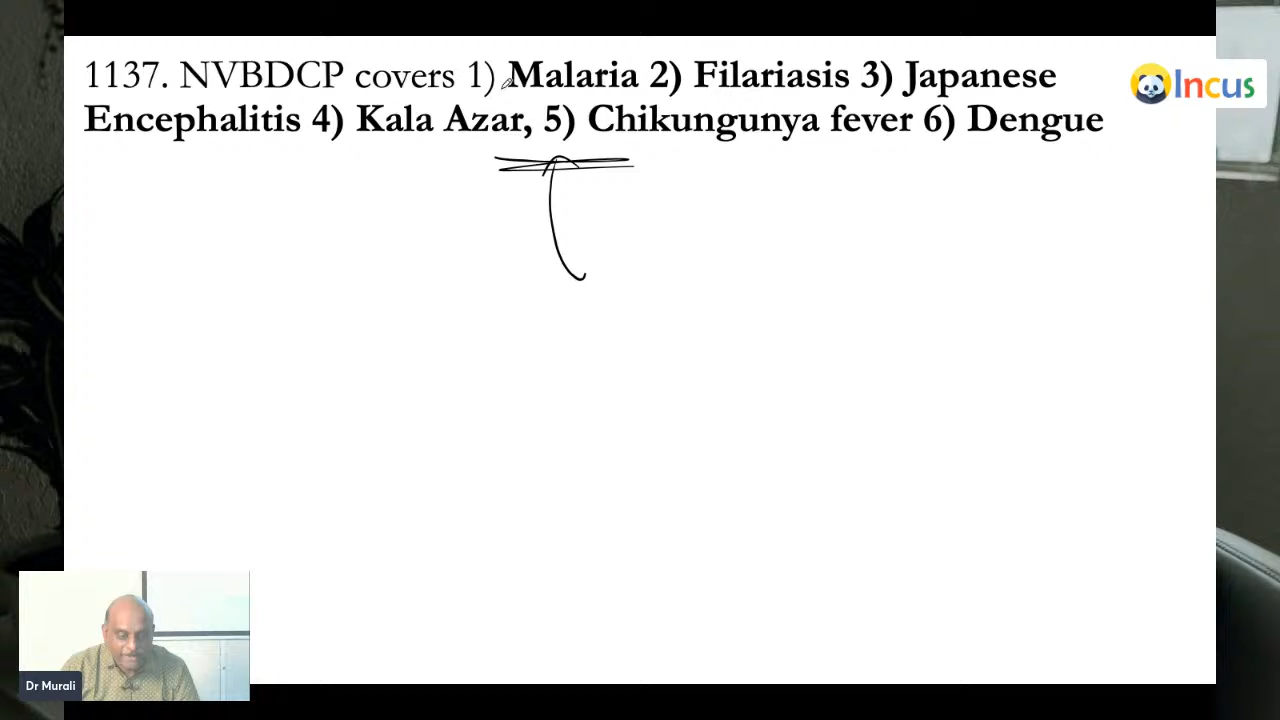 1137. NVBDCP covers 1) Malaria 2) Filariasis 3) Japanese
Encephalitis 4) Kala Azar, 5) Chikungunya fever 6) Dengue
Incus
Dr Murali